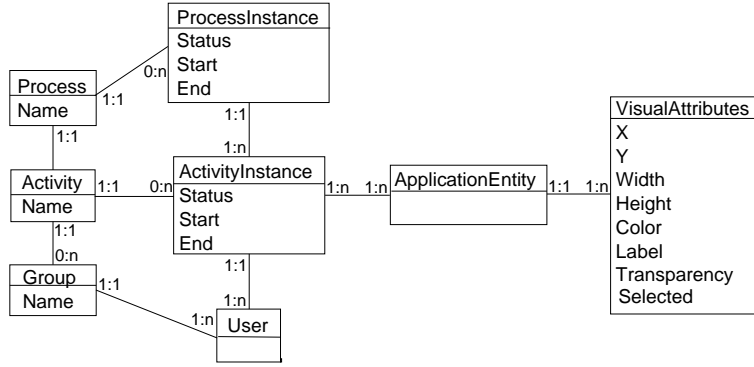 ProcessInstance
Status
Start
End
0:n
1:1
Process
Name
1:1
1:1
1:n
Activity
Name
1:1
0:n
ActivityInstance
Status
Start
End
1:n
1:n
ApplicationEntity
1:1
1:n
VisualAttributes
X
Y
Width
Height
Color
Label
Transparency
Selected
1:1
0:n
Group
Name
1:1
1:1
1:n
1:n
User